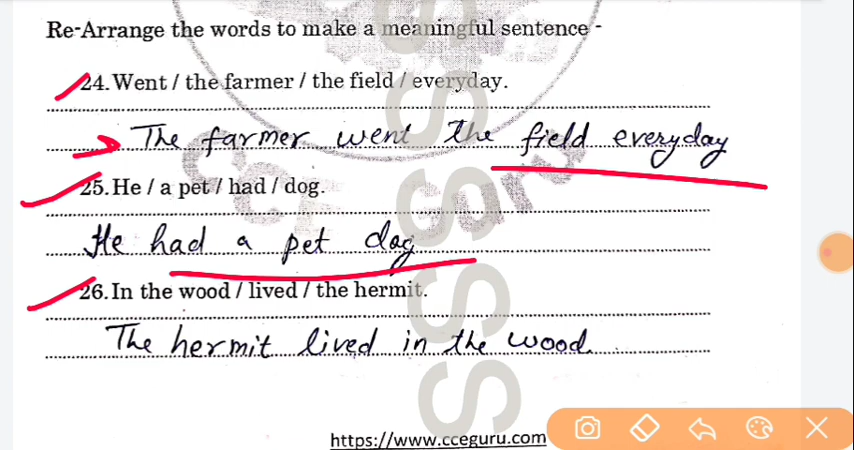 Re-Arrange the words to make a meaningful sentence -
24. Went / the farmer / the field / everyday.
The farmer went the field everyday
25. He / a pet / had / dog.
He had a pet dog
26. In the wood / lived / the hermit.
The hermit lived in the wood.
https://www.cceguru.com